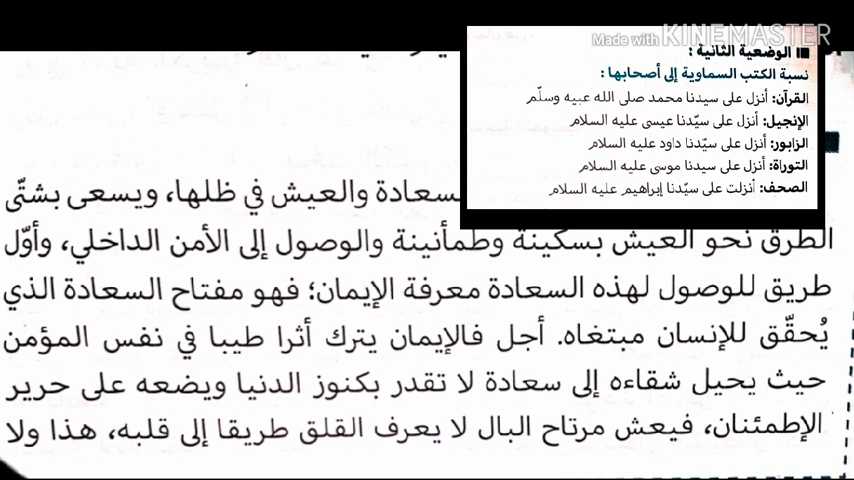 Made with KINEMASTER
الوضعية الثانية :
نسبة الكتب السماوية إلى أصحابها :
القرآن: أنزل على سيدنا محمد صلى الله عبيه وسلّم
الإنجيل: أنزل على سيّدنا عيسى عليه السلام
الزابور: أنزل على سيّدنا داود عليه السلام
التوراة: أنزل على سيدنا موسى عليه السلام
الصحف: أنزلت على سيّدنا إبراهيم عليه السلام
سعادة والعيش في ظلها، ويسعى بشتّى
الطرق نحو العيش بسكينة وطمأنينة والوصول إلى الأمن الداخلي، وأوّل
طريق للوصول لهذه السعادة معرفة الإيمان؛ فهو مفتاح السعادة الذي
يُحقّق للإنسان مبتغاه. أجل فالإيمان يترك أثرا طيبا في نفس المؤمن
حيث يحيل شقاءه إلى سعادة لا تقدر بكنوز الدنيا ويضعه على حرير
الإطمئنان، فيعش مرتاح البال لا يعرف القلق طريقا إلى قلبه، هذا ولا